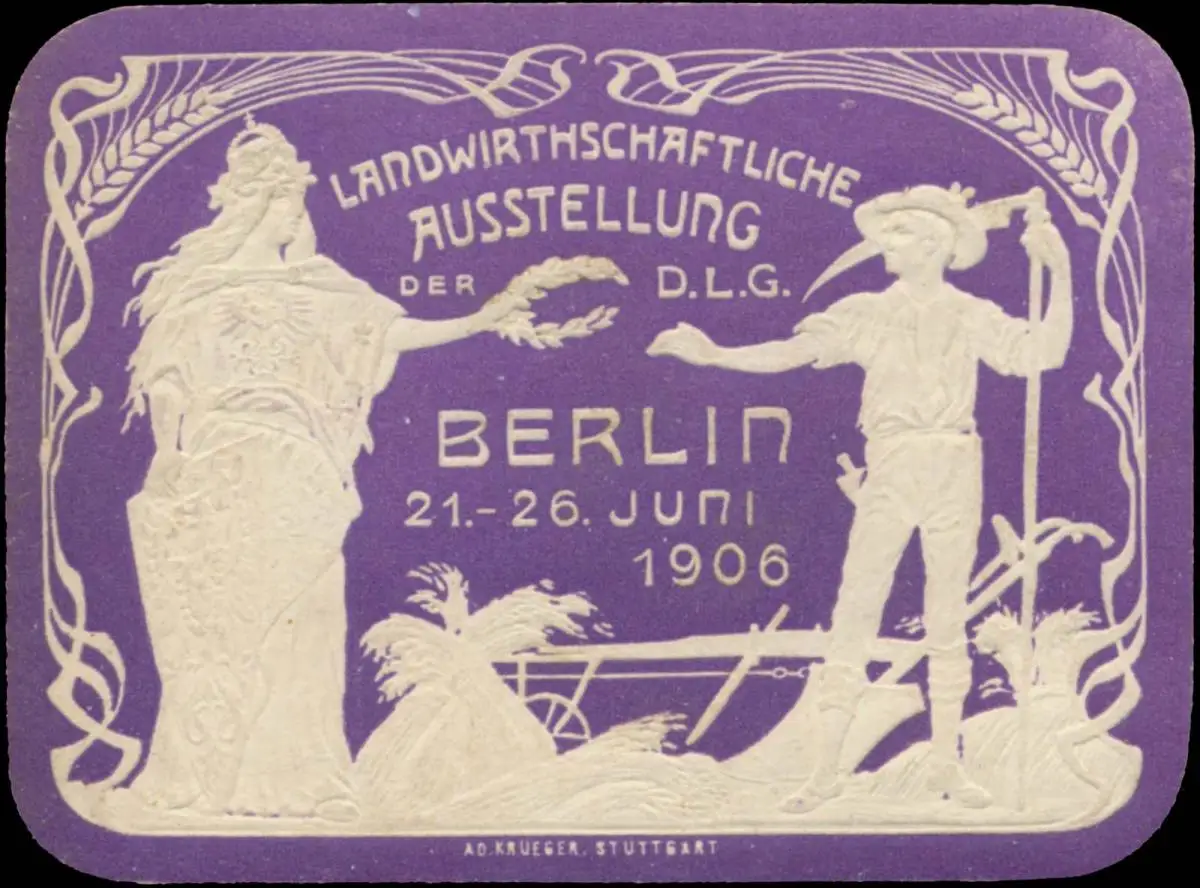 LANDWIRTHSCHAFTLICHE
AUSSTELLUNG
DER D.L.G.
BERLIN
21.-26. JUNI
1906
AD. KRUEGER, STUTTGART